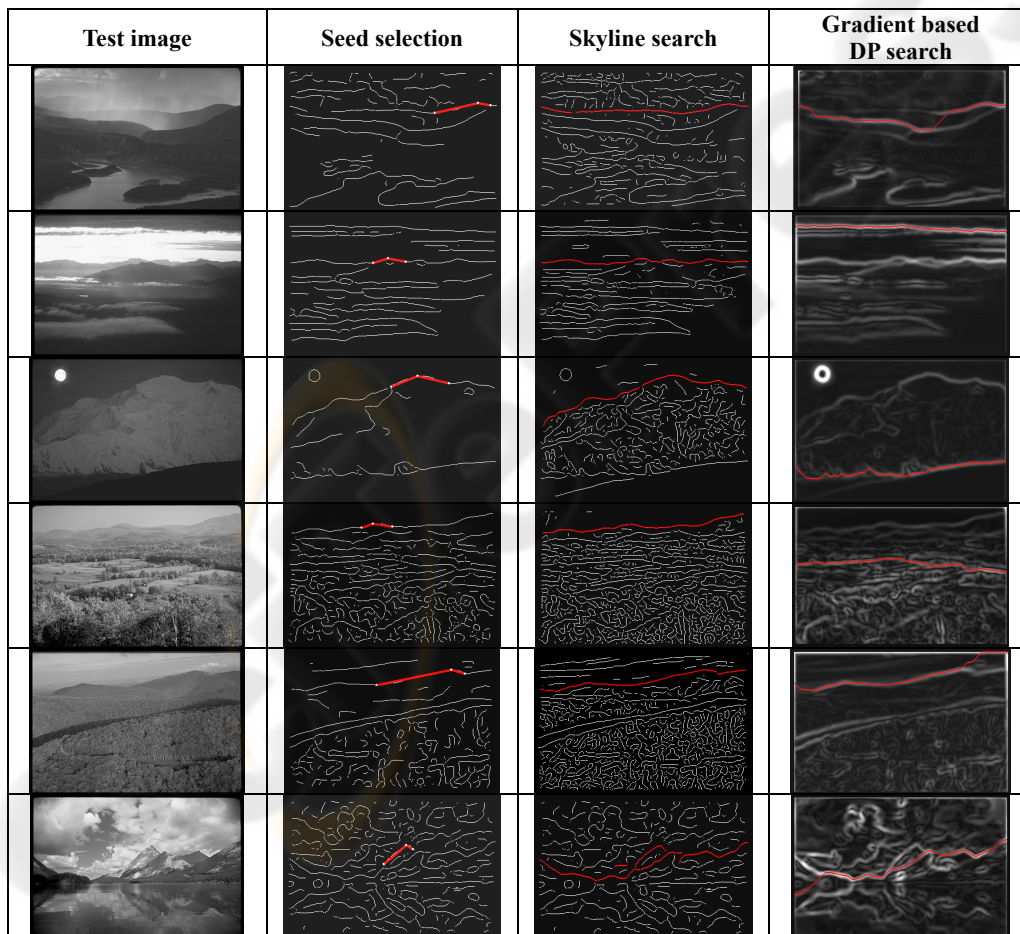 Test image
Seed selection
Skyline search
Gradient based
DP search